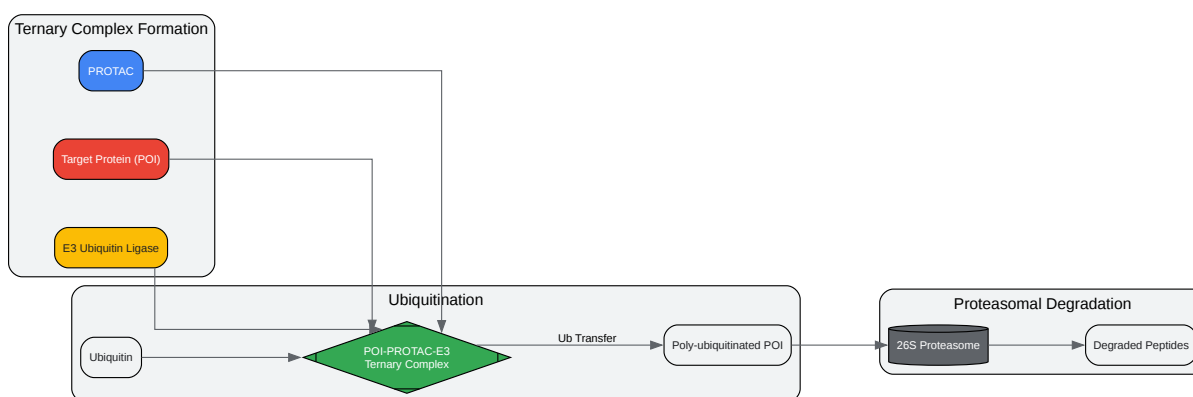 Ternary Complex Formation
PROTAC
Target Protein (POI)
E3 Ubiquitin Ligase
Ubiquitination
Ubiquitin
POI-PROTAC-E3
Ternary Complex
Ub Transfer
Poly-ubiquitinated POI
Proteasomal Degradation
26S Proteasome
Degraded Peptides